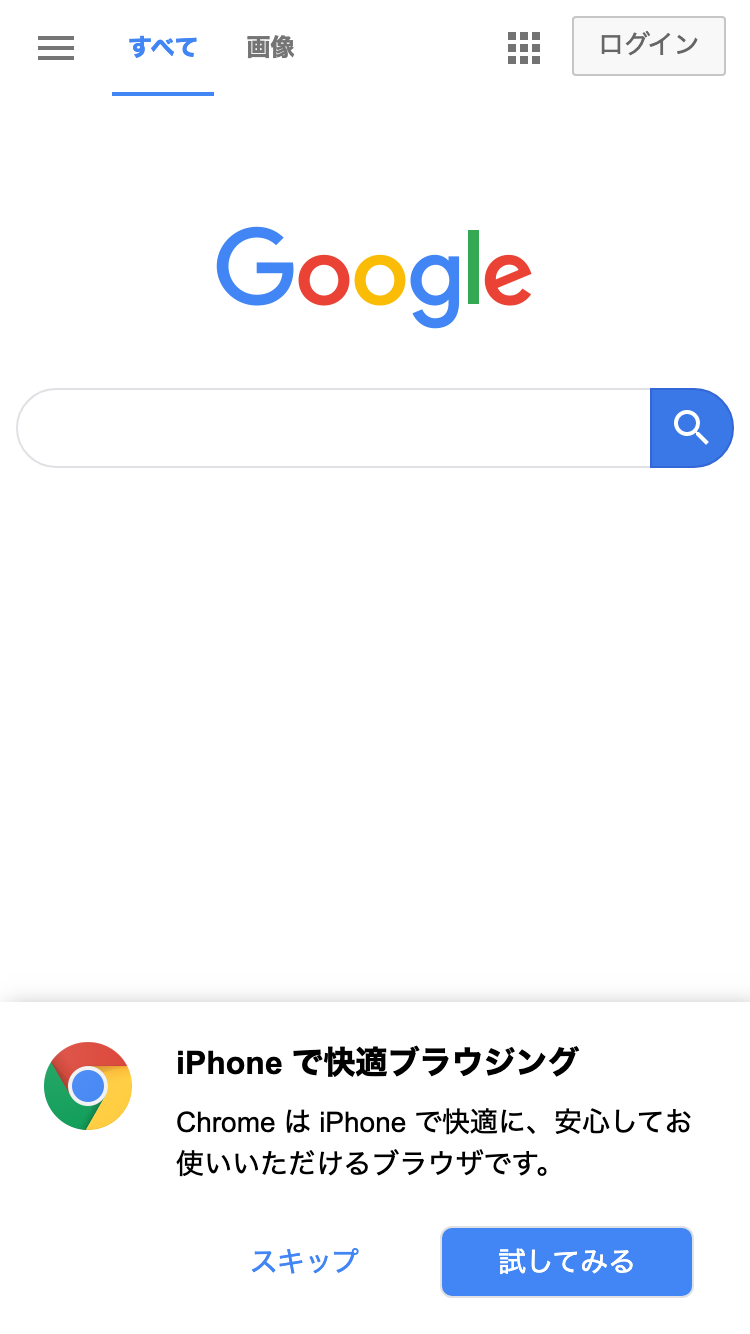 すべて 画像 ログイン
Google
iPhone で快適ブラウジング
Chrome は iPhone で快適に、安心してお
使いいただけるブラウザです。
スキップ 試してみる